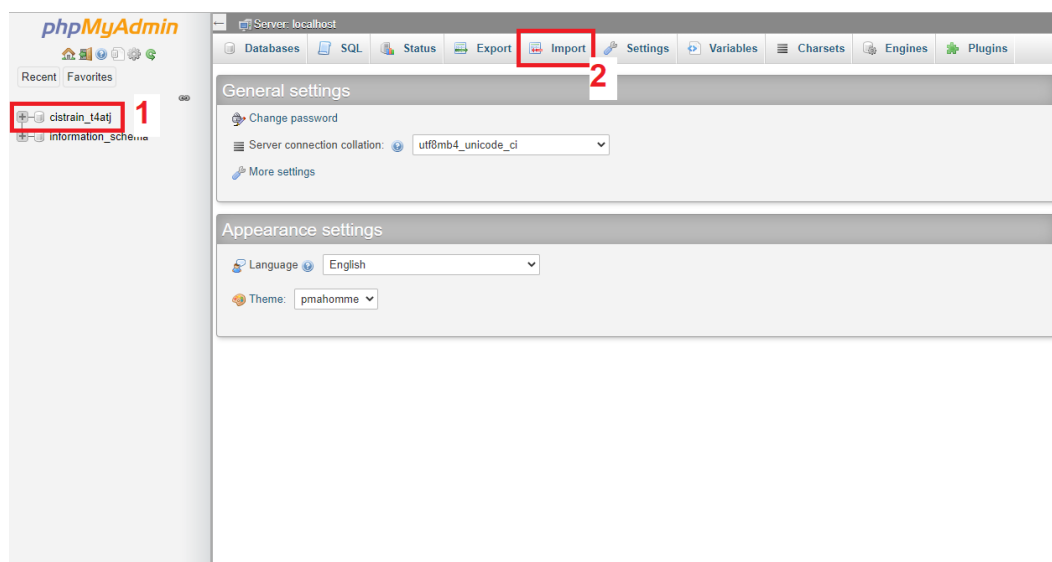 phpMyAdmin
Recent Favorites
cistrain_t4atj 1
information_schema
Server: localhost
Databases SQL Status Export Import Settings Variables Charsets Engines Plugins
2
General settings
Change password
Server connection collation: utf8mb4_unicode_ci
More settings
Appearance settings
Language English
Theme: pmahomme